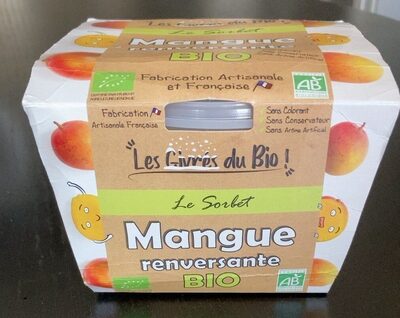 Les Givrés du Bio !
Mangue
renversante
BIO
Fabrication Artisanale
et Française
AB
Fabrication
Artisanale Française
Sans Colorant
Sans Conservateur
Sans Arôme Artificiel
"Les Givrés du Bio !"
Le Sorbet
Mangue
renversante
BIO
AB